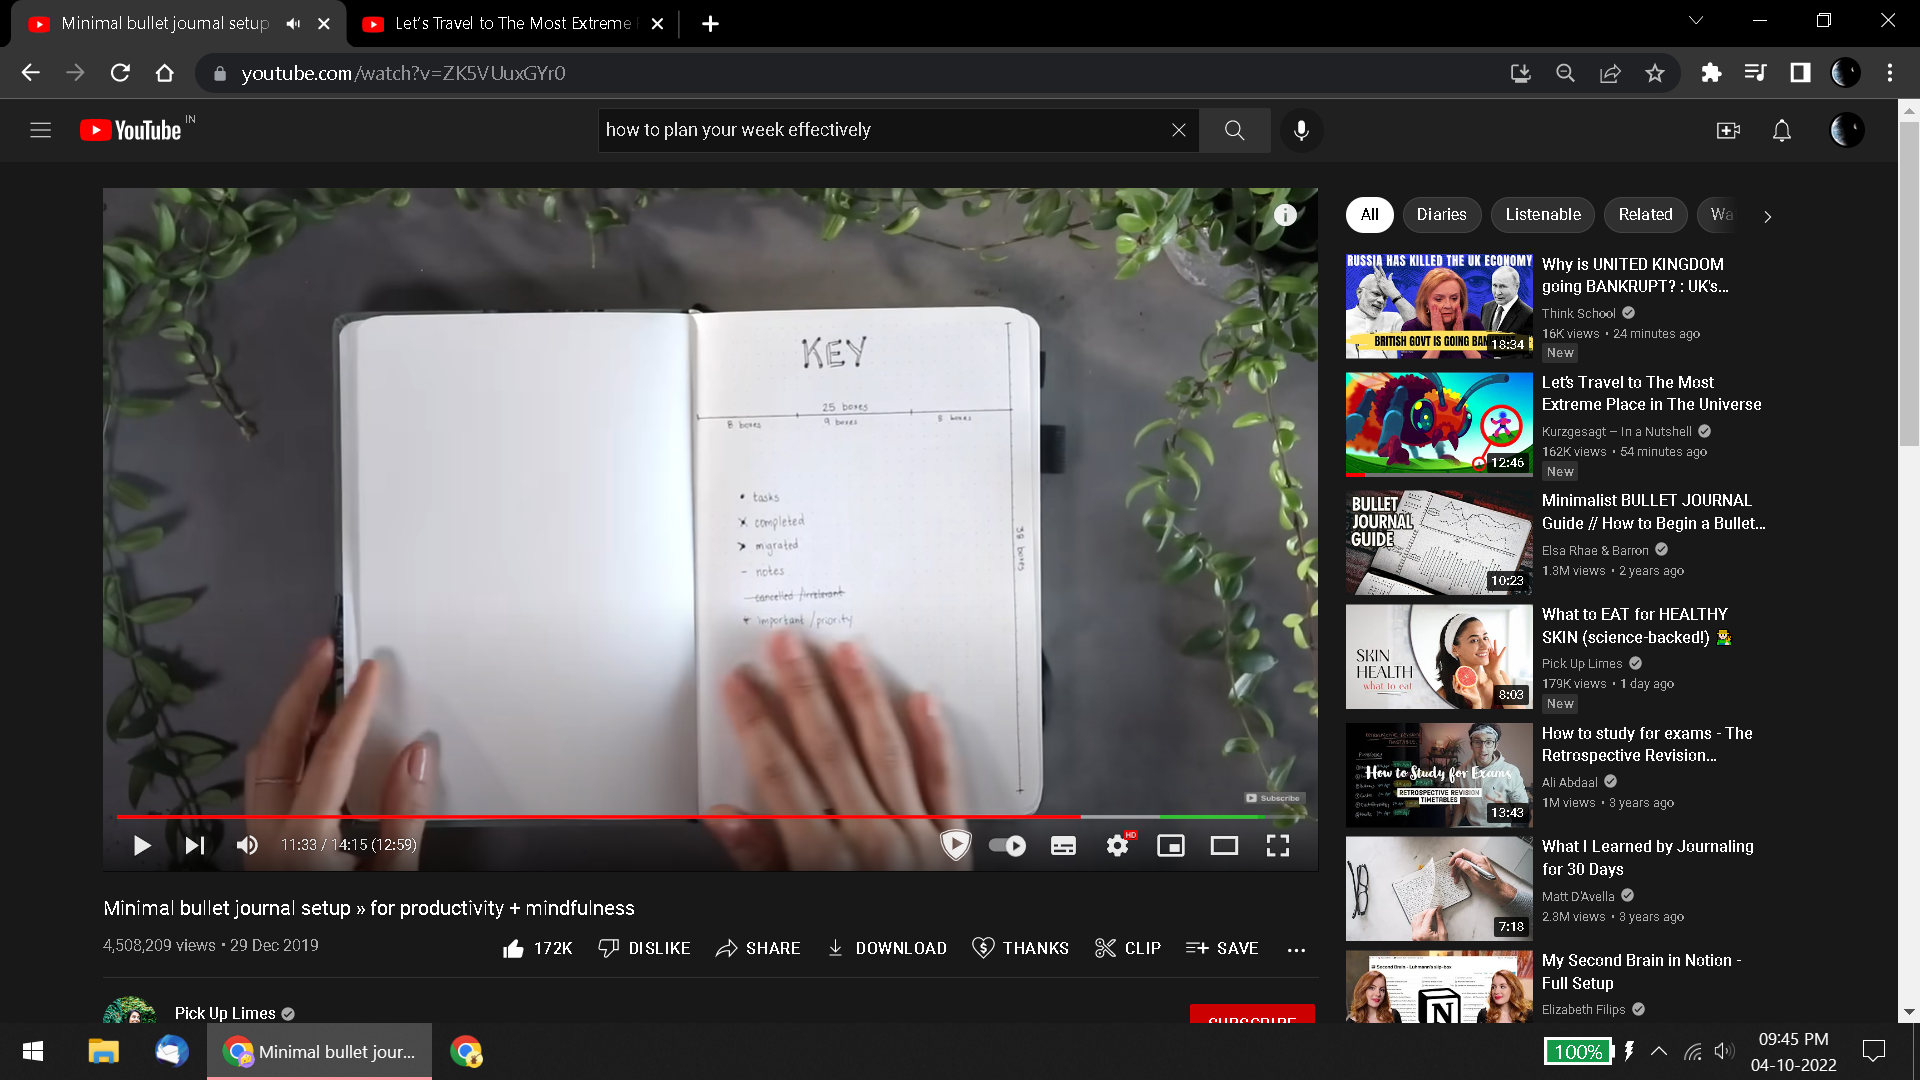 Minimal bullet journal setup
Let's Travel to The Most Extreme
youtube.com/watch?v=ZK5VUuxGYr0
YouTube IN
how to plan your week effectively
All
Diaries
Listenable
Related
Wa
KEY
25 boxes
8 boxes
9 boxes
8 boxes
tasks
completed
migrated
notes
cancelled /irrelevant
important /priority
Subscribe
11:33 / 14:15 (12:59)
HD
Minimal bullet journal setup » for productivity + mindfulness
4,508,209 views • 29 Dec 2019
172K
DISLIKE
SHARE
DOWNLOAD
THANKS
CLIP
SAVE
Pick Up Limes
SUBSCRIBE
RUSSIA HAS KILLED THE UK ECONOMY
BRITISH GOVT IS GOING BAN
18:34
Why is UNITED KINGDOM
going BANKRUPT? : UK's...
Think School
16K views • 24 minutes ago
New
12:46
Let's Travel to The Most
Extreme Place in The Universe
Kurzgesagt – In a Nutshell
162K views • 54 minutes ago
New
BULLET
JOURNAL
GUIDE
10:23
Minimalist BULLET JOURNAL
Guide // How to Begin a Bullet...
Elsa Rhae & Barron
1.3M views • 2 years ago
SKIN
HEALTH
what to eat
8:03
What to EAT for HEALTHY
SKIN (science-backed!)
Pick Up Limes
179K views • 1 day ago
New
How to Study for Exams
RETROSPECTIVE REVISION
TIMETABLES
13:43
How to study for exams - The
Retrospective Revision...
Ali Abdaal
1M views • 3 years ago
7:18
What I Learned by Journaling
for 30 Days
Matt D'Avella
2.3M views • 3 years ago
Second Brain - Luhmann's slip-box
My Second Brain in Notion -
Full Setup
Elizabeth Filips
Minimal bullet jour...
100%
09:45 PM
04-10-2022